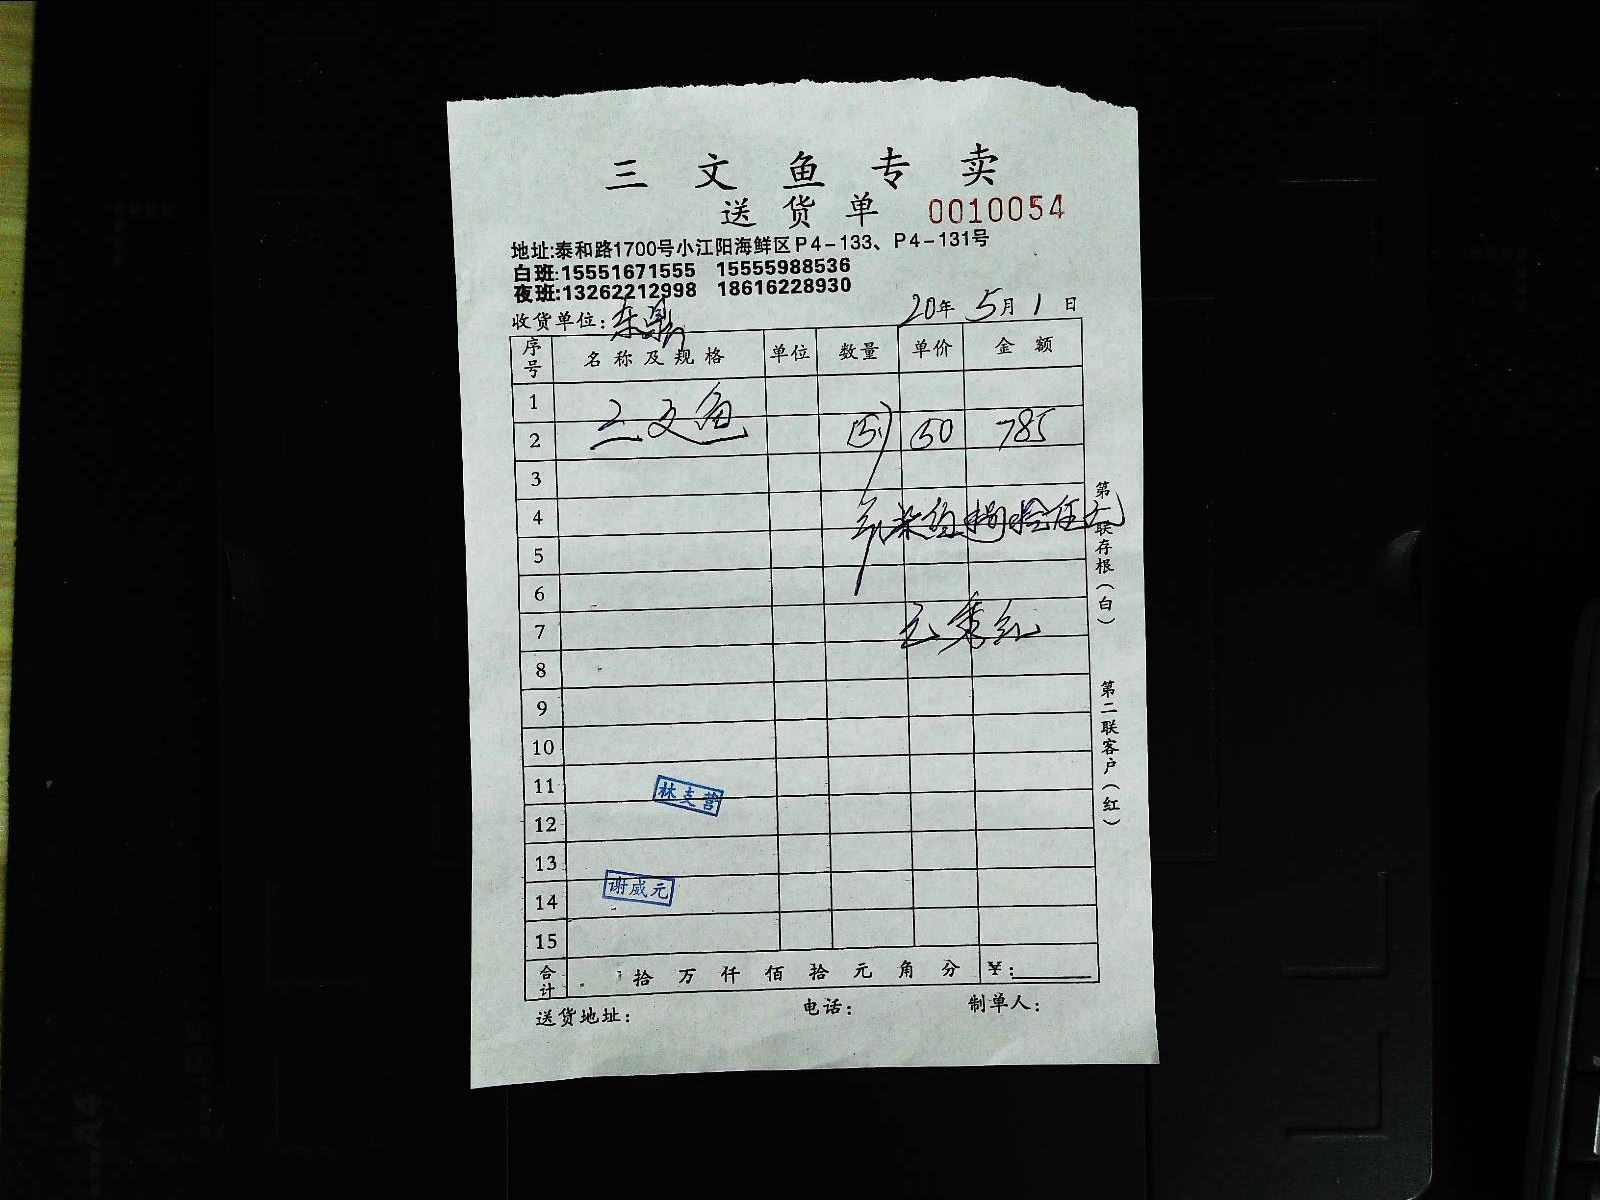 三文鱼专卖
送货单 0010054
地址:泰和路1700号小江阳海鲜区P4-133、P4-131号
白班:15551671555 15555988536
夜班:13262212998 18616228930
收货单位: 东鼎 20年5月1日
序号 名称及规格 单位 数量 单价 金额
1
2 三文鱼 50 785
3
4
5
6
7
8
9
10
11 林支营
12
13
14 谢威元
15
合计 拾 万 仟 佰 拾 元 角 分 ¥:
送货地址: 电话: 制单人:
第一联存根(白)
第二联客户(红)